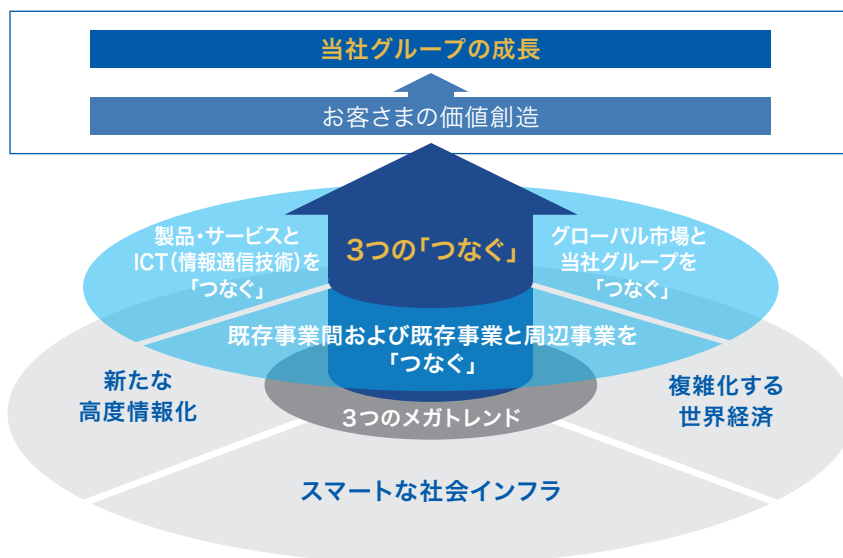 当社グループの成長
お客さまの価値創造
3つの「つなぐ」
製品・サービスと
ICT(情報通信技術)を
「つなぐ」
グローバル市場と
当社グループを
「つなぐ」
既存事業間および既存事業と周辺事業を
「つなぐ」
新たな
高度情報化
3つのメガトレンド
複雑化する
世界経済
スマートな社会インフラ